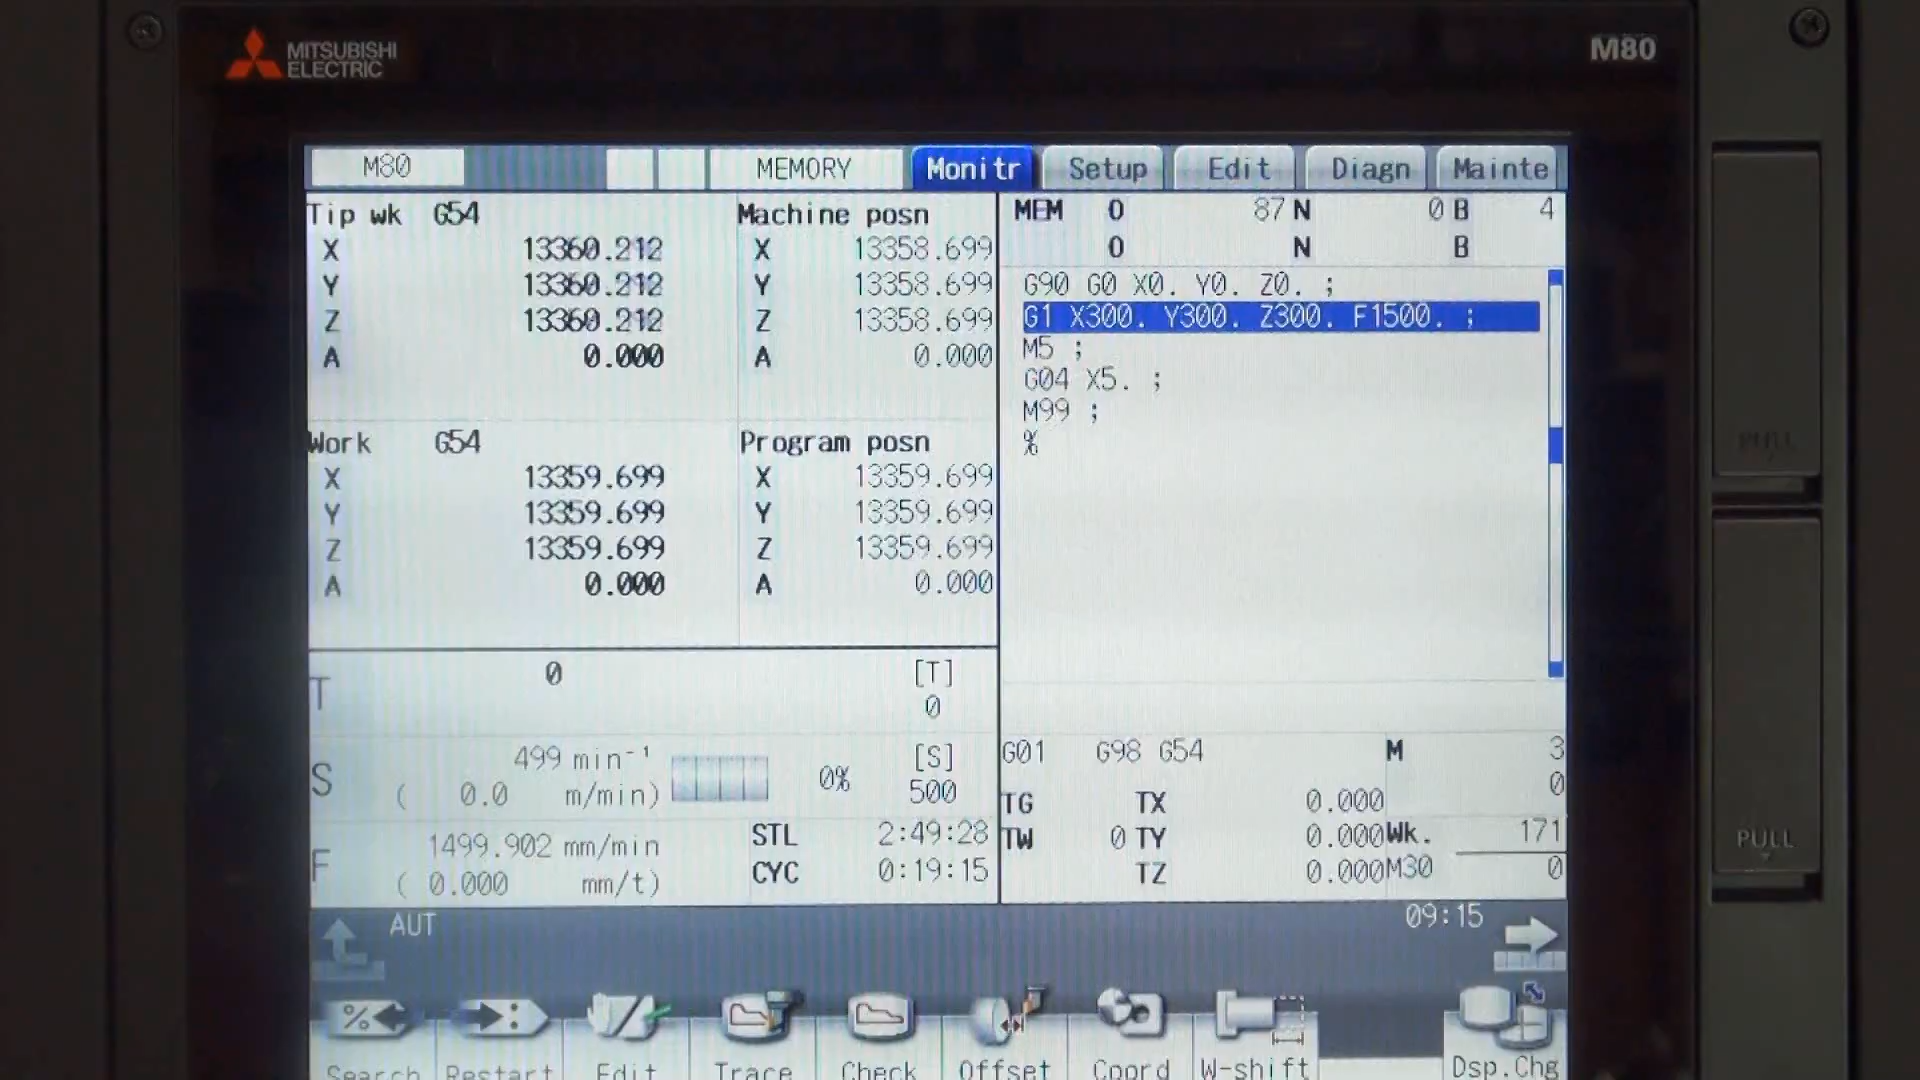 MITSUBISHI
ELECTRIC
M80
M80 MEMORY Monitr Setup Edit Diagn Mainte
Tip wk G54
X 13360.212
Y 13360.212
Z 13360.212
A 0.000
Machine posn
X 13358.699
Y 13358.699
Z 13358.699
A 0.000
Work G54
X 13359.699
Y 13359.699
Z 13359.699
A 0.000
Program posn
X 13359.699
Y 13359.699
Z 13359.699
A 0.000
MEM O 87 N 0 B 4
O N B
G90 G0 X0. Y0. Z0. ;
G1 X300. Y300. Z300. F1500. ;
M5 ;
G04 X5. ;
M99 ;
%
T 0 [T]
0
S 499 min⁻¹ 0% [S]
( 0.0 m/min) 500
F 1499.902 mm/min
( 0.000 mm/t)
STL 2:49:28
CYC 0:19:15
G01 G98 G54 M 3
0
TG TX 0.000
TW 0 TY 0.000 Wk. 171
TZ 0.000 M30 0
AUT 09:15
Search Restart Edit Trace Check Offset Coord W-shift Dsp.Chg
PULL
PULL